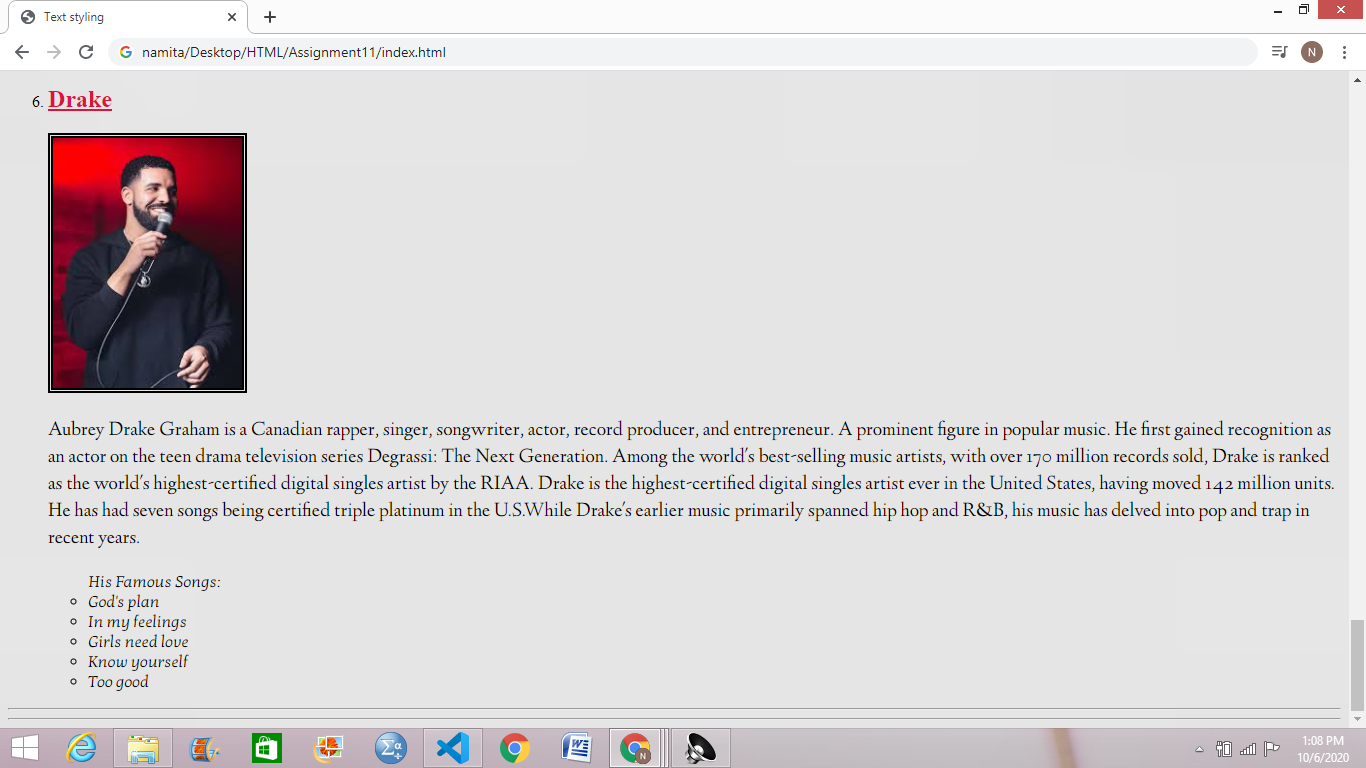 Text styling
namita/Desktop/HTML/Assignment11/index.html
N
6. Drake
Aubrey Drake Graham is a Canadian rapper, singer, songwriter, actor, record producer, and entrepreneur. A prominent figure in popular music. He first gained recognition as
an actor on the teen drama television series Degrassi: The Next Generation. Among the world's best-selling music artists, with over 170 million records sold, Drake is ranked
as the world's highest-certified digital singles artist by the RIAA. Drake is the highest-certified digital singles artist ever in the United States, having moved 142 million units.
He has had seven songs being certified triple platinum in the U.S.While Drake's earlier music primarily spanned hip hop and R&B, his music has delved into pop and trap in
recent years.
His Famous Songs:
God's plan
In my feelings
Girls need love
Know yourself
Too good
N
1:08 PM
10/6/2020